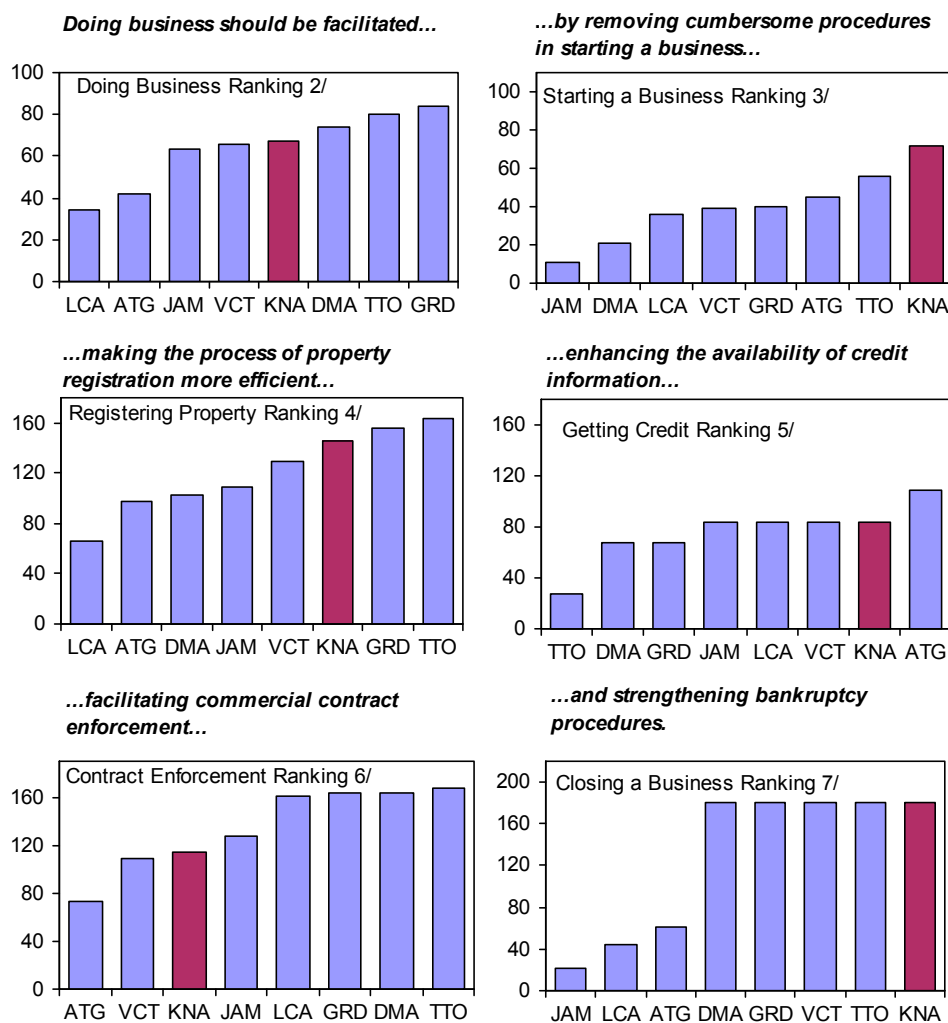 Doing business should be facilitated...
Doing Business Ranking 2/
100
80
60
40
20
0
LCA ATG JAM VCT KNA DMA TTO GRD
...by removing cumbersome procedures
in starting a business...
Starting a Business Ranking 3/
100
80
60
40
20
0
JAM DMA LCA VCT GRD ATG TTO KNA
...making the process of property
registration more efficient...
Registering Property Ranking 4/
160
120
80
40
0
LCA ATG DMA JAM VCT KNA GRD TTO
...enhancing the availability of credit
information...
Getting Credit Ranking 5/
160
120
80
40
0
TTO DMA GRD JAM LCA VCT KNA ATG
...facilitating commercial contract
enforcement...
Contract Enforcement Ranking 6/
160
120
80
40
0
ATG VCT KNA JAM LCA GRD DMA TTO
...and strengthening bankruptcy
procedures.
Closing a Business Ranking 7/
200
160
120
80
40
0
JAM LCA ATG DMA GRD VCT TTO KNA